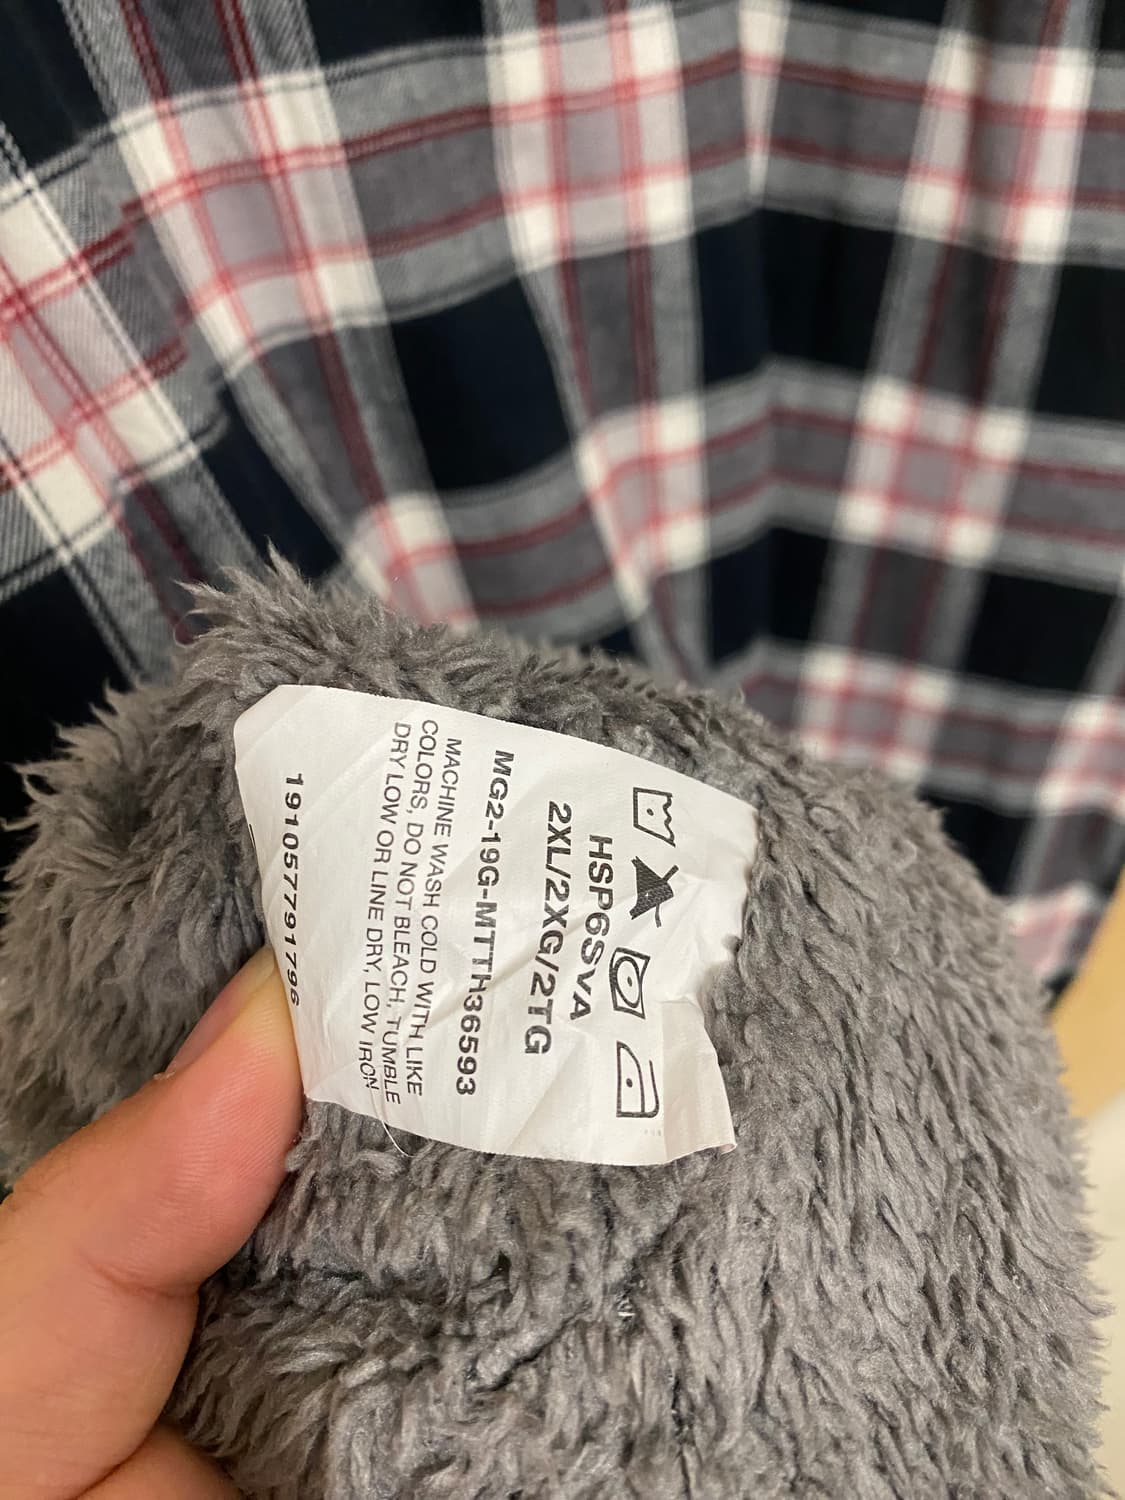 HSP6SVA
2XL/2XG/2TG
MG2-19G-MTTH36593
MACHINE WASH COLD WITH LIKE
COLORS, DO NOT BLEACH, TUMBLE
DRY LOW OR LINE DRY, LOW IRON
191057791796